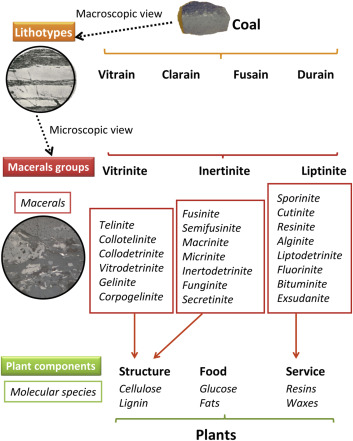 Macroscopic view
Coal
Lithotypes
Vitrain Clarain Fusain Durain
Microscopic view
Macerals groups
Vitrinite Inertinite Liptinite
Macerals
Telinite
Collotelinite
Collodetrinite
Vitrodetrinite
Gelinite
Corpogelinite
Fusinite
Semifusinite
Macrinite
Micrinite
Inertodetrinite
Funginite
Secretinite
Sporinite
Cutinite
Resinite
Alginite
Liptodetrinite
Fluorinite
Bituminite
Exsudanite
Plant components
Structure Food Service
Molecular species
Cellulose Glucose Resins
Lignin Fats Waxes
Plants